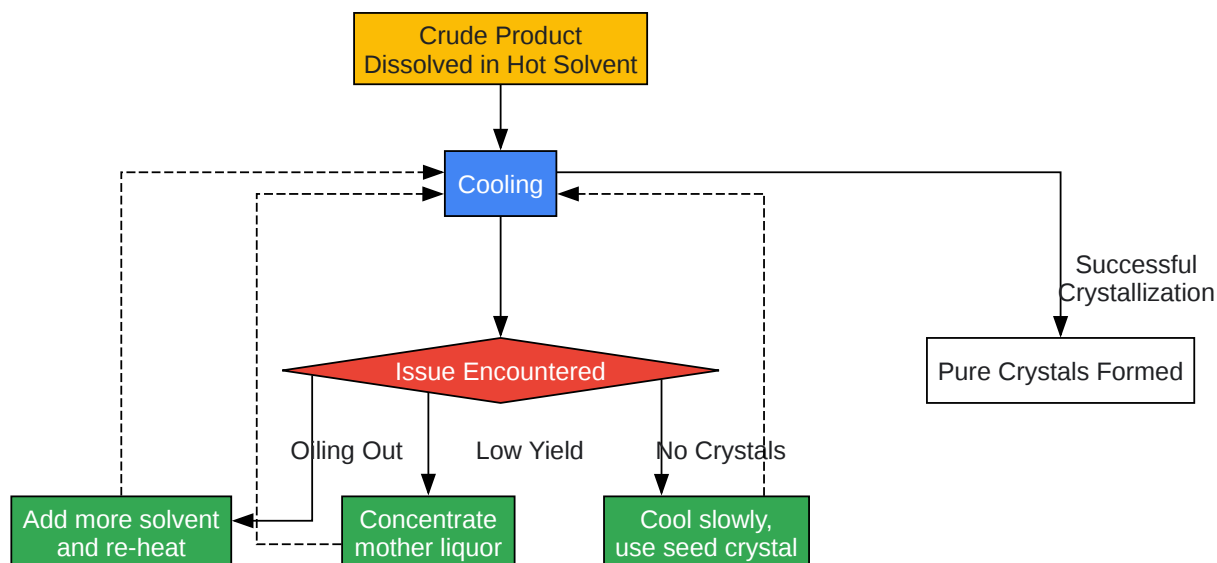 Crude Product
Dissolved in Hot Solvent
Cooling
Successful
Crystallization
Issue Encountered
Pure Crystals Formed
Oiling Out
Low Yield
No Crystals
Add more solvent
and re-heat
Concentrate
mother liquor
Cool slowly,
use seed crystal